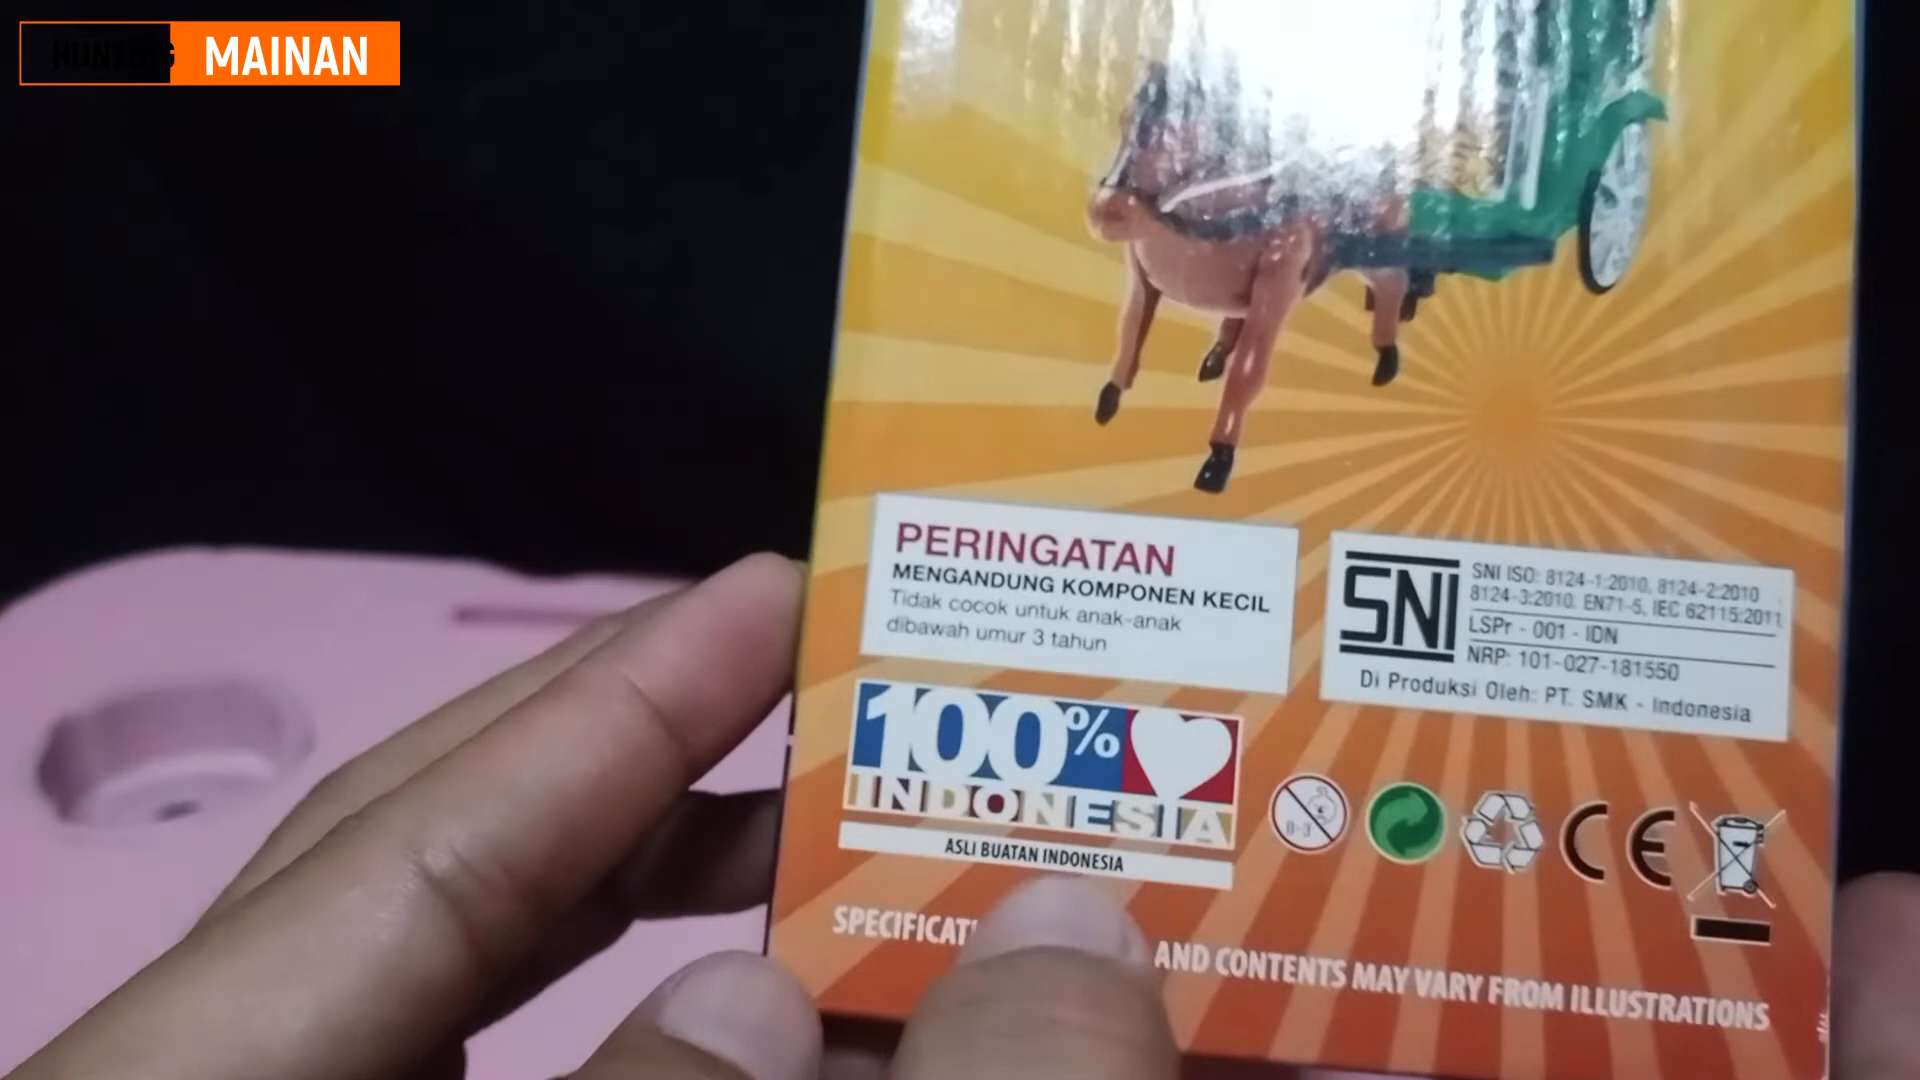 MAINAN
PERINGATAN
MENGANDUNG KOMPONEN KECIL
Tidak cocok untuk anak-anak
dibawah umur 3 tahun
SNI
SNI ISO: 8124-1:2010, 8124-2:2010
8124-3:2010, EN71-5, IEC 62115:2011
LSPr - 001 - IDN
NRP: 101-027-181550
Di Produksi Oleh: PT. SMK - Indonesia
100%
INDONESIA
ASLI BUATAN INDONESIA
0-3
CE
AND CONTENTS MAY VARY FROM ILLUSTRATIONS